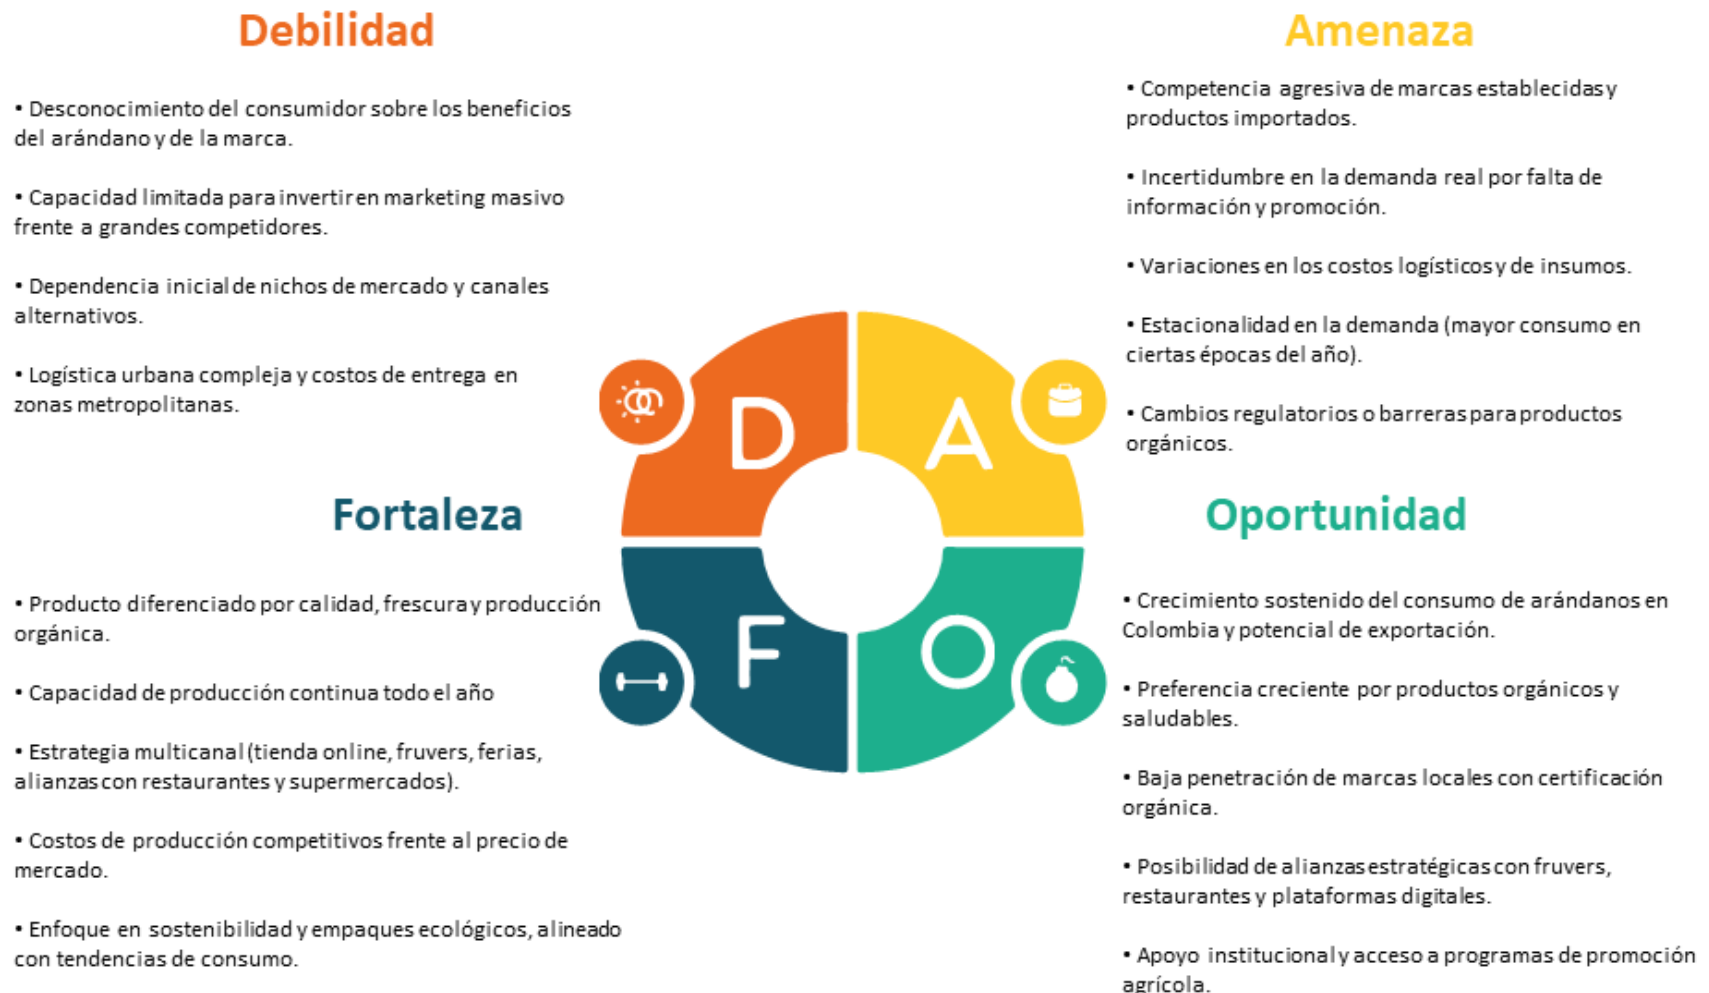 Debilidad
• Desconocimiento del consumidor sobre los beneficios
del arándano y de la marca.
• Capacidad limitada para invertir en marketing masivo
frente a grandes competidores.
• Dependencia inicial de nichos de mercado y canales
alternativos.
• Logística urbana compleja y costos de entrega en
zonas metropolitanas.
Amenaza
• Competencia agresiva de marcas establecidas y
productos importados.
• Incertidumbre en la demanda real por falta de
información y promoción.
• Variaciones en los costos logísticos y de insumos.
• Estacionalidad en la demanda (mayor consumo en
ciertas épocas del año).
• Cambios regulatorios o barreras para productos
orgánicos.
D
A
F
O
Fortaleza
• Producto diferenciado por calidad, frescura y producción
orgánica.
• Capacidad de producción continua todo el año
• Estrategia multicanal (tienda online, fruvers, ferias,
alianzas con restaurantes y supermercados).
• Costos de producción competitivos frente al precio de
mercado.
• Enfoque en sostenibilidad y empaques ecológicos, alineado
con tendencias de consumo.
Oportunidad
• Crecimiento sostenido del consumo de arándanos en
Colombia y potencial de exportación.
• Preferencia creciente por productos orgánicos y
saludables.
• Baja penetración de marcas locales con certificación
orgánica.
• Posibilidad de alianzas estratégicas con fruvers,
restaurantes y plataformas digitales.
• Apoyo institucional y acceso a programas de promoción
agrícola.